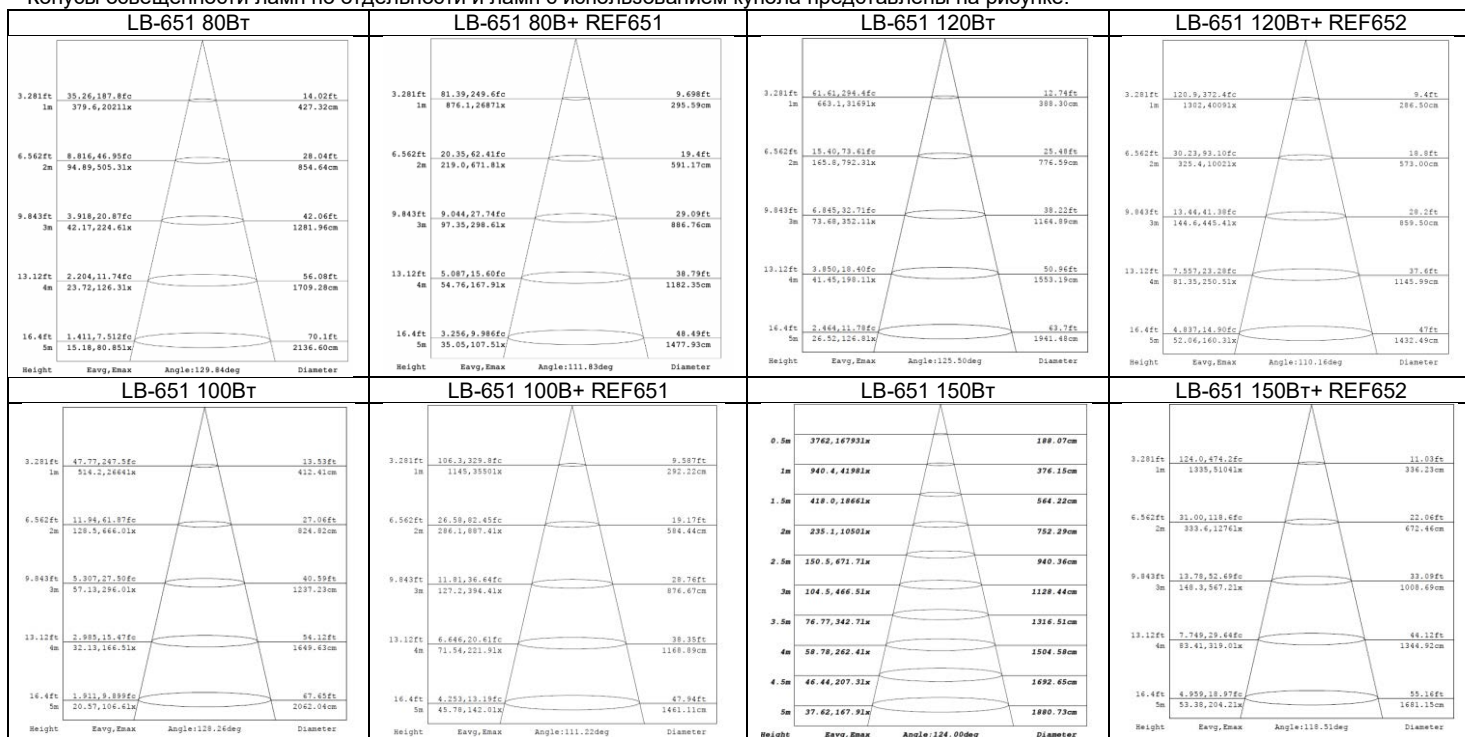 Конусы освещенности ламп по отдельности и ламп с использованием купола представлены на рисунке:
LB-651 80Вт
LB-651 80В+ REF651
LB-651 120Вт
LB-651 120Вт+ REF652
3.281ft 35.26,187.8fc 14.02ft
1m 379.6,2021lx 427.32cm
6.562ft 8.816,46.95fc 28.04ft
2m 94.89,505.3lx 854.64cm
9.843ft 3.918,20.87fc 42.06ft
3m 42.17,224.6lx 1281.96cm
13.12ft 2.204,11.74fc 56.08ft
4m 23.72,126.3lx 1709.28cm
16.4ft 1.411,7.512fc 70.1ft
5m 15.18,80.85lx 2136.60cm
Height Eavg,Emax Angle:129.84deg Diameter
3.281ft 81.39,249.6fc 9.698ft
1m 876.1,2687lx 295.59cm
6.562ft 20.35,62.41fc 19.4ft
2m 219.0,671.8lx 591.17cm
9.843ft 9.044,27.74fc 29.09ft
3m 97.35,298.6lx 886.76cm
13.12ft 5.087,15.60fc 38.79ft
4m 54.76,167.9lx 1182.35cm
16.4ft 3.256,9.986fc 48.49ft
5m 35.05,107.5lx 1477.93cm
Height Eavg,Emax Angle:111.83deg Diameter
3.281ft 61.61,294.4fc 12.74ft
1m 663.1,3169lx 388.30cm
6.562ft 15.40,73.61fc 25.48ft
2m 165.8,792.3lx 776.59cm
9.843ft 6.845,32.71fc 38.22ft
3m 73.68,352.1lx 1164.89cm
13.12ft 3.850,18.40fc 50.96ft
4m 41.45,198.1lx 1553.19cm
16.4ft 2.464,11.78fc 63.7ft
5m 26.52,126.8lx 1941.48cm
Height Eavg,Emax Angle:125.50deg Diameter
3.281ft 120.9,372.4fc 9.4ft
1m 1302,4009lx 286.50cm
6.562ft 30.23,93.10fc 18.8ft
2m 325.4,1002lx 573.00cm
9.843ft 13.44,41.38fc 28.2ft
3m 144.6,445.4lx 859.50cm
13.12ft 7.557,23.28fc 37.6ft
4m 81.35,250.5lx 1145.99cm
16.4ft 4.837,14.90fc 47ft
5m 52.06,160.3lx 1432.49cm
Height Eavg,Emax Angle:110.16deg Diameter
LB-651 100Вт
LB-651 100В+ REF651
LB-651 150Вт
LB-651 150Вт+ REF652
3.281ft 47.77,247.5fc 13.53ft
1m 514.2,2664lx 412.41cm
6.562ft 11.94,61.87fc 27.06ft
2m 128.5,666.0lx 824.82cm
9.843ft 5.307,27.50fc 40.59ft
3m 57.13,296.0lx 1237.23cm
13.12ft 2.985,15.47fc 54.12ft
4m 32.13,166.5lx 1649.63cm
16.4ft 1.911,9.899fc 67.65ft
5m 20.57,106.6lx 2062.04cm
Height Eavg,Emax Angle:128.26deg Diameter
3.281ft 106.3,329.8fc 9.587ft
1m 1145,3550lx 292.22cm
6.562ft 26.58,82.45fc 19.17ft
2m 286.1,887.4lx 584.44cm
9.843ft 11.81,36.64fc 28.76ft
3m 127.2,394.4lx 876.67cm
13.12ft 6.646,20.61fc 38.35ft
4m 71.54,221.9lx 1168.89cm
16.4ft 4.253,13.19fc 47.94ft
5m 45.78,142.0lx 1461.11cm
Height Eavg,Emax Angle:111.22deg Diameter
0.5m 3762,16793lx 188.07cm
1m 940.4,4198lx 376.15cm
1.5m 418.0,1866lx 564.22cm
2m 235.1,1050lx 752.29cm
2.5m 150.5,671.7lx 940.36cm
3m 104.5,466.5lx 1128.44cm
3.5m 76.77,342.7lx 1316.51cm
4m 58.78,262.4lx 1504.58cm
4.5m 46.44,207.3lx 1692.65cm
5m 37.62,167.9lx 1880.73cm
Height Eavg,Emax Angle:124.00deg Diameter
3.281ft 124.0,474.2fc 11.03ft
1m 1335,5104lx 336.23cm
6.562ft 31.00,118.6fc 22.06ft
2m 333.6,1276lx 672.46cm
9.843ft 13.78,52.69fc 33.09ft
3m 148.3,567.2lx 1008.69cm
13.12ft 7.749,29.64fc 44.12ft
4m 83.41,319.0lx 1344.92cm
16.4ft 4.959,18.97fc 55.16ft
5m 53.38,204.2lx 1681.15cm
Height Eavg,Emax Angle:118.51deg Diameter